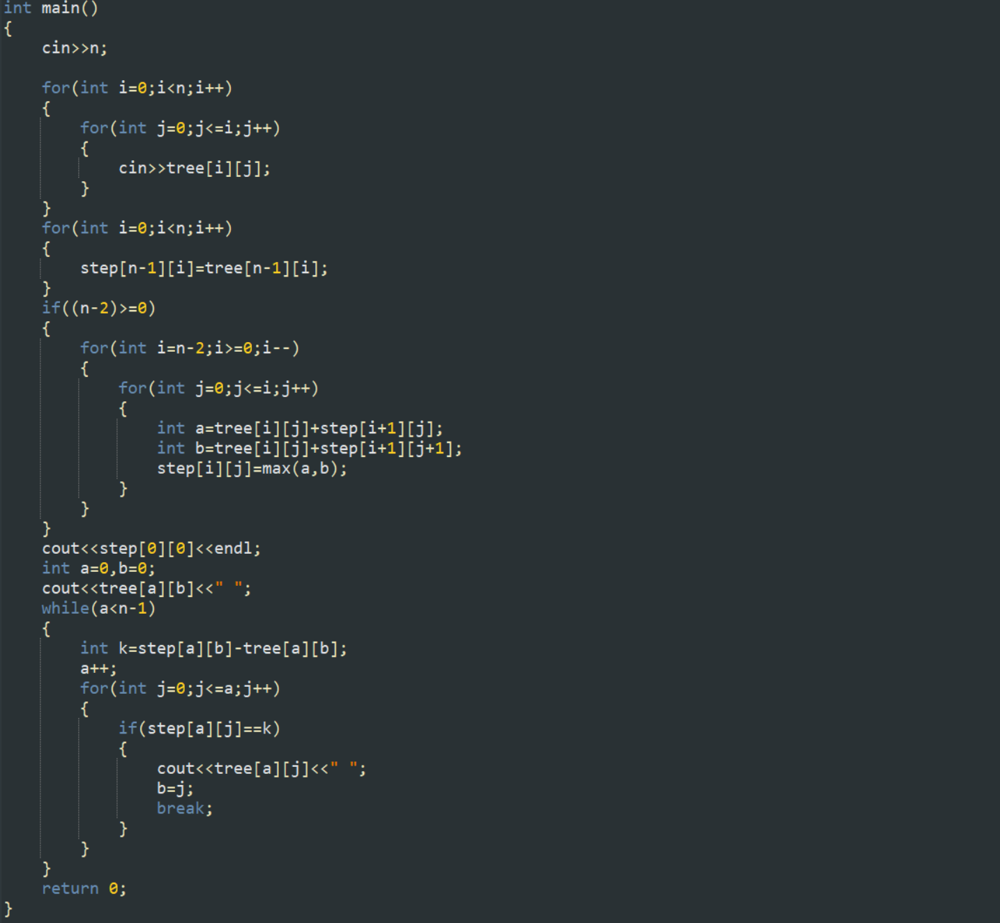 int main()
{
    cin>>n;

    for(int i=0;i<n;i++)
    {
        for(int j=0;j<=i;j++)
        {
            cin>>tree[i][j];
        }
    }
    for(int i=0;i<n;i++)
    {
        step[n-1][i]=tree[n-1][i];
    }
    if((n-2)>=0)
    {
        for(int i=n-2;i>=0;i--)
        {
            for(int j=0;j<=i;j++)
            {
                int a=tree[i][j]+step[i+1][j];
                int b=tree[i][j]+step[i+1][j+1];
                step[i][j]=max(a,b);
            }
        }
    }
    cout<<step[0][0]<<endl;
    int a=0,b=0;
    cout<<tree[a][b]<<" ";
    while(a<n-1)
    {
        int k=step[a][b]-tree[a][b];
        a++;
        for(int j=0;j<=a;j++)
        {
            if(step[a][j]==k)
            {
                cout<<tree[a][j]<<" ";
                b=j;
                break;
            }
        }
    }
    return 0;
}